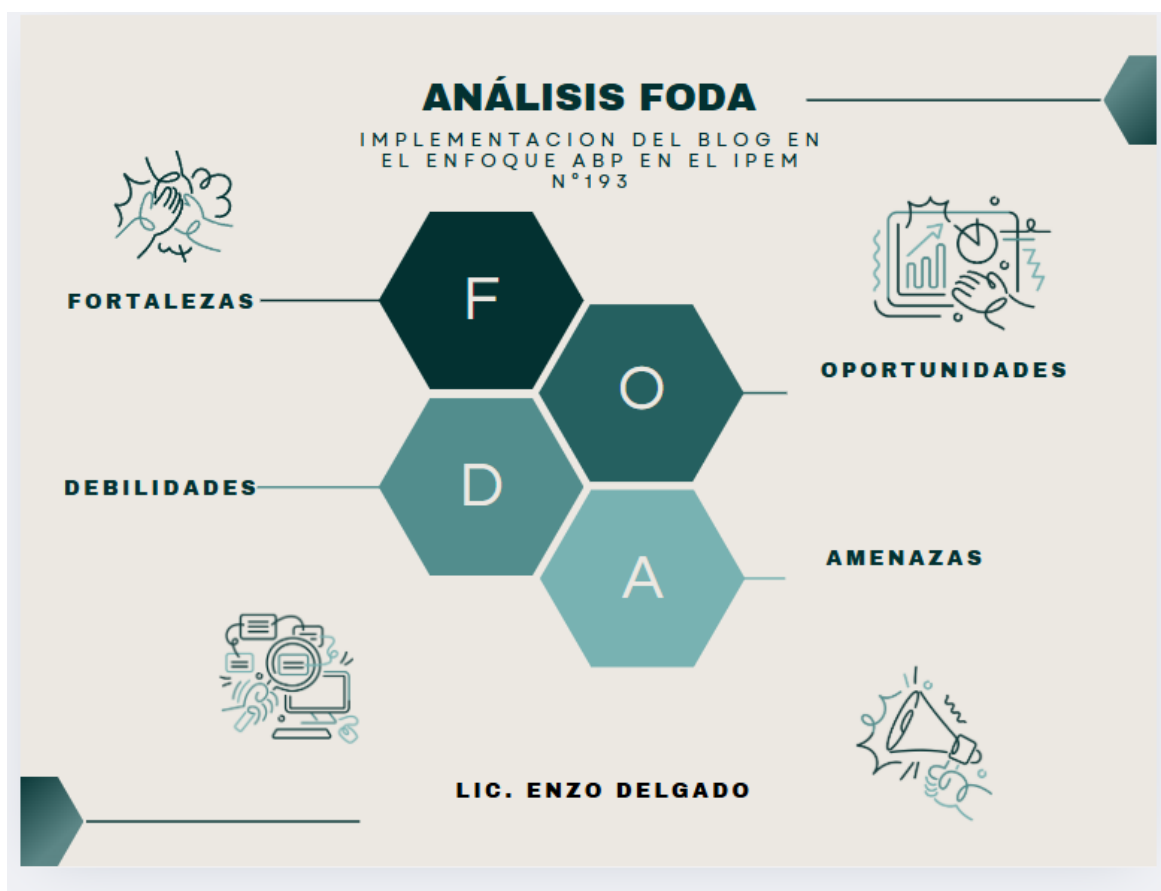 ANÁLISIS FODA
IMPLEMENTACION DEL BLOG EN
EL ENFOQUE ABP EN EL IPEM
N°193
F
FORTALEZAS
O
OPORTUNIDADES
D
DEBILIDADES
A
AMENAZAS
LIC. ENZO DELGADO